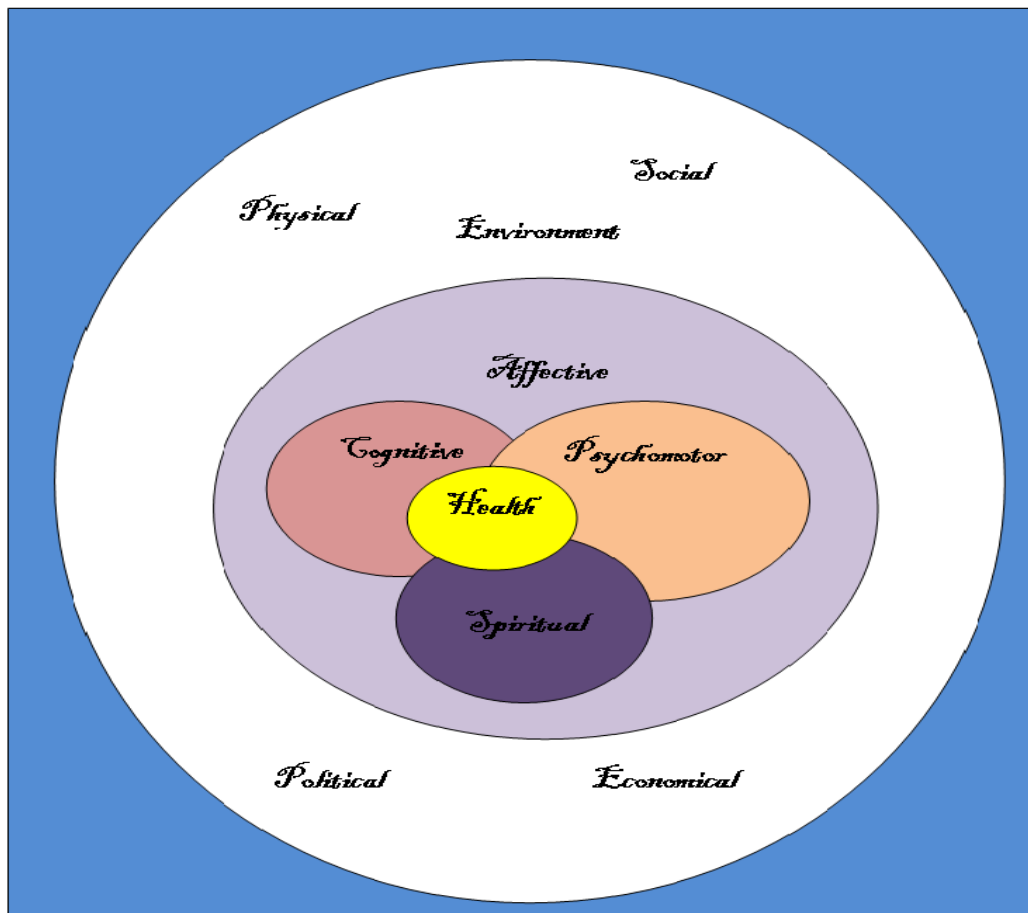 Social
Physical
Environment
Affective
Cognitive
Psychomotor
Health
Spiritual
Political
Economical